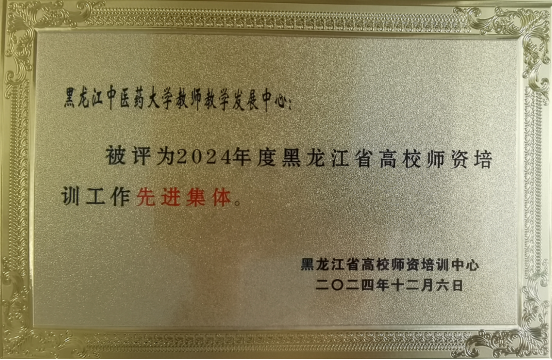 黑龙江中医药大学教师教学发展中心：
被评为2024年度黑龙江省高校师资培
训工作先进集体。
黑龙江省高校师资培训中心
二〇二四年十二月六日